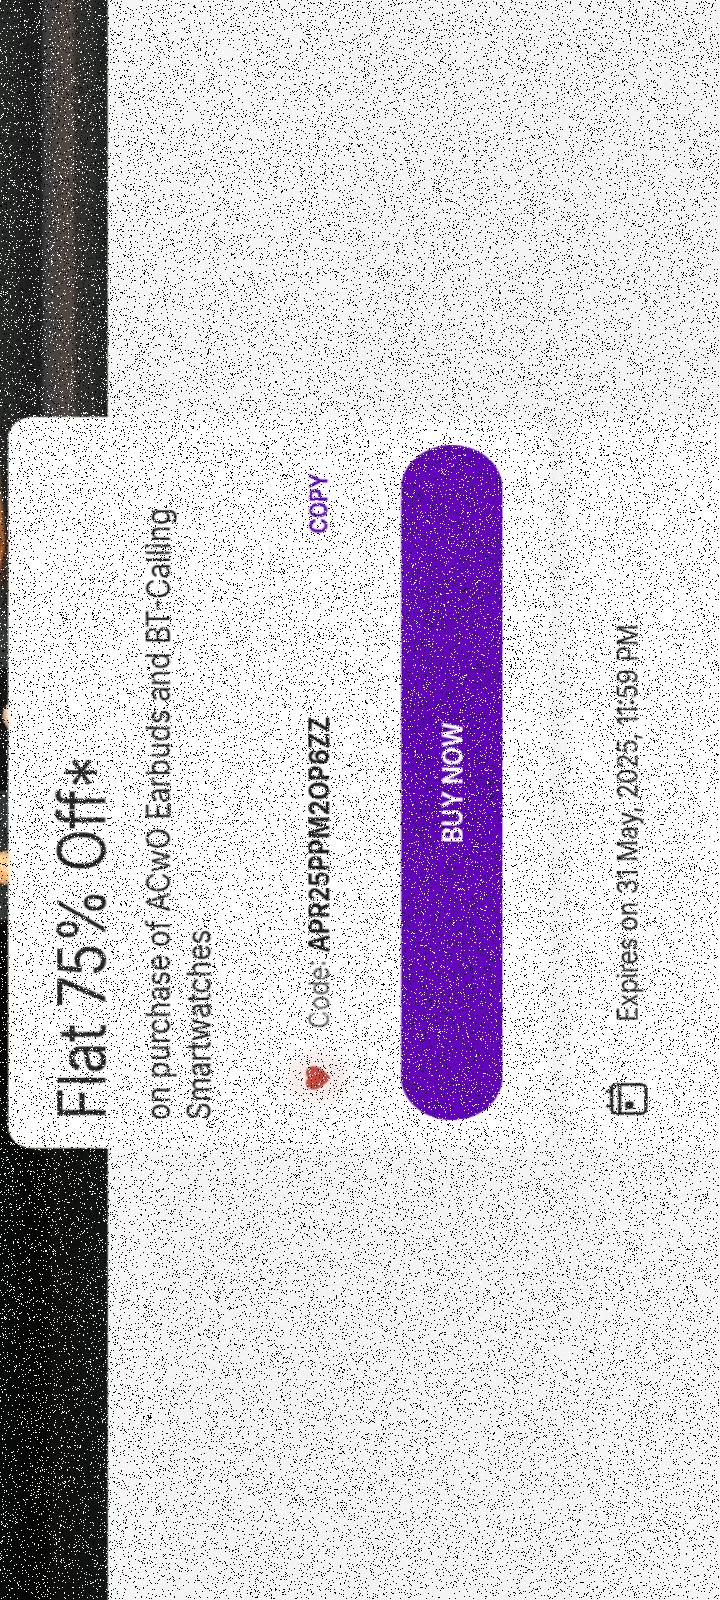 Flat 75% Off*
on purchase of ACwO Earbuds and BT-Calling
Smartwatches
Code: APR25PPM2OP6ZZ
COPY
BUY NOW
Expires on 31 May, 2025, 11:59 PM